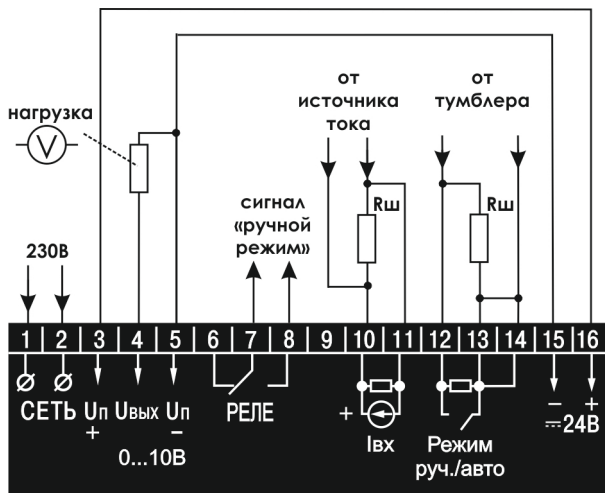 от
источника
тока
от
тумблера
нагрузка
V
Rш
Rш
сигнал
«ручной
режим»
230В
1 2 3 4 5 6 7 8 9 10 11 12 13 14 15 16
СЕТЬ Uп Uвых Uп РЕЛЕ
+ −
0...10В
+
Iвх
Режим
руч./авто
− +
⎓24В